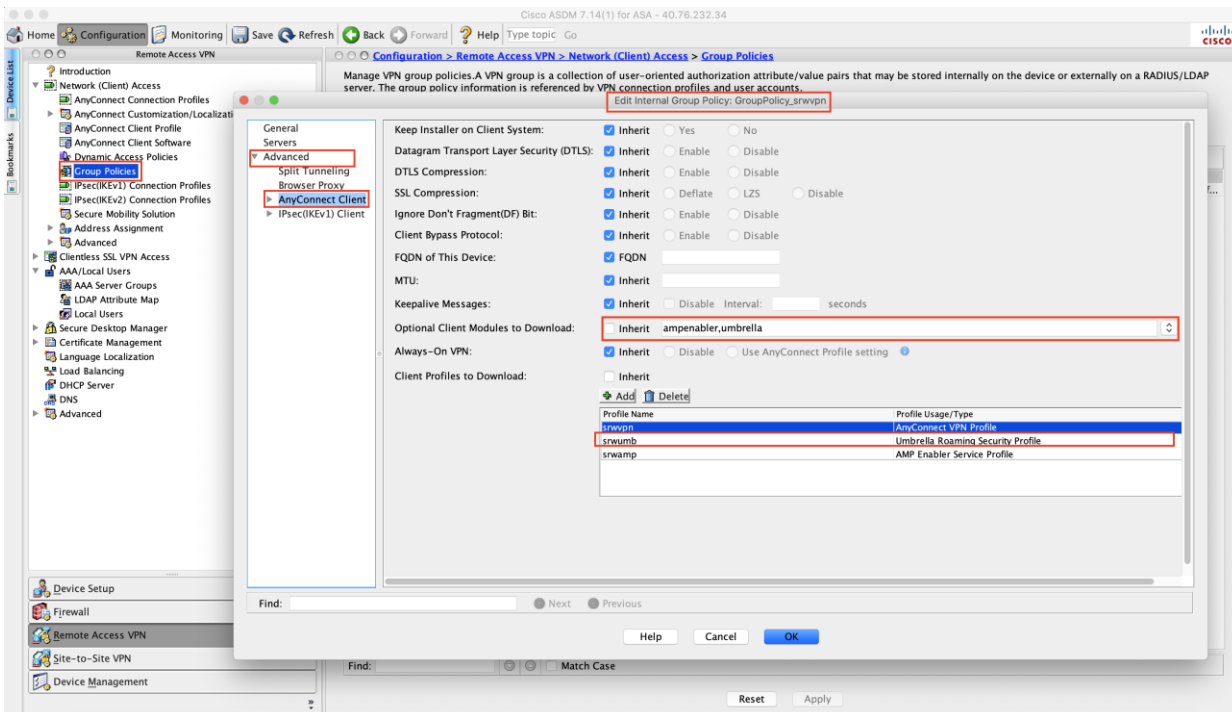 Cisco ASDM 7.14(1) for ASA - 40.76.232.34
Home Configuration Monitoring Save Refresh Back Forward Help Type topic Go
cisco
Device List
Bookmarks
Remote Access VPN
Introduction
Network (Client) Access
AnyConnect Connection Profiles
AnyConnect Customization/Localizati
AnyConnect Client Profile
AnyConnect Client Software
Dynamic Access Policies
Group Policies
IPsec(IKEv1) Connection Profiles
IPsec(IKEv2) Connection Profiles
Secure Mobility Solution
Address Assignment
Advanced
Clientless SSL VPN Access
AAA/Local Users
AAA Server Groups
LDAP Attribute Map
Local Users
Secure Desktop Manager
Certificate Management
Language Localization
Load Balancing
DHCP Server
DNS
Advanced
Device Setup
Firewall
Remote Access VPN
Site-to-Site VPN
Device Management
Configuration > Remote Access VPN > Network (Client) Access > Group Policies
Manage VPN group policies.A VPN group is a collection of user-oriented authorization attribute/value pairs that may be stored internally on the device or externally on a RADIUS/LDAP
server. The group policy information is referenced by VPN connection profiles and user accounts.
f...
Edit Internal Group Policy: GroupPolicy_srwvpn
General
Servers
Advanced
Split Tunneling
Browser Proxy
AnyConnect Client
IPsec(IKEv1) Client
Keep Installer on Client System: Inherit Yes No
Datagram Transport Layer Security (DTLS): Inherit Enable Disable
DTLS Compression: Inherit Enable Disable
SSL Compression: Inherit Deflate LZS Disable
Ignore Don't Fragment(DF) Bit: Inherit Enable Disable
Client Bypass Protocol: Inherit Enable Disable
FQDN of This Device: FQDN
MTU: Inherit
Keepalive Messages: Inherit Disable Interval: seconds
Optional Client Modules to Download: Inherit ampenabler,umbrella
Always-On VPN: Inherit Disable Use AnyConnect Profile setting
Client Profiles to Download: Inherit
Add Delete
Profile Name Profile Usage/Type
srwvpn AnyConnect VPN Profile
srwumb Umbrella Roaming Security Profile
srwamp AMP Enabler Service Profile
Find: Next Previous
Help Cancel OK
Find: Match Case
Reset Apply